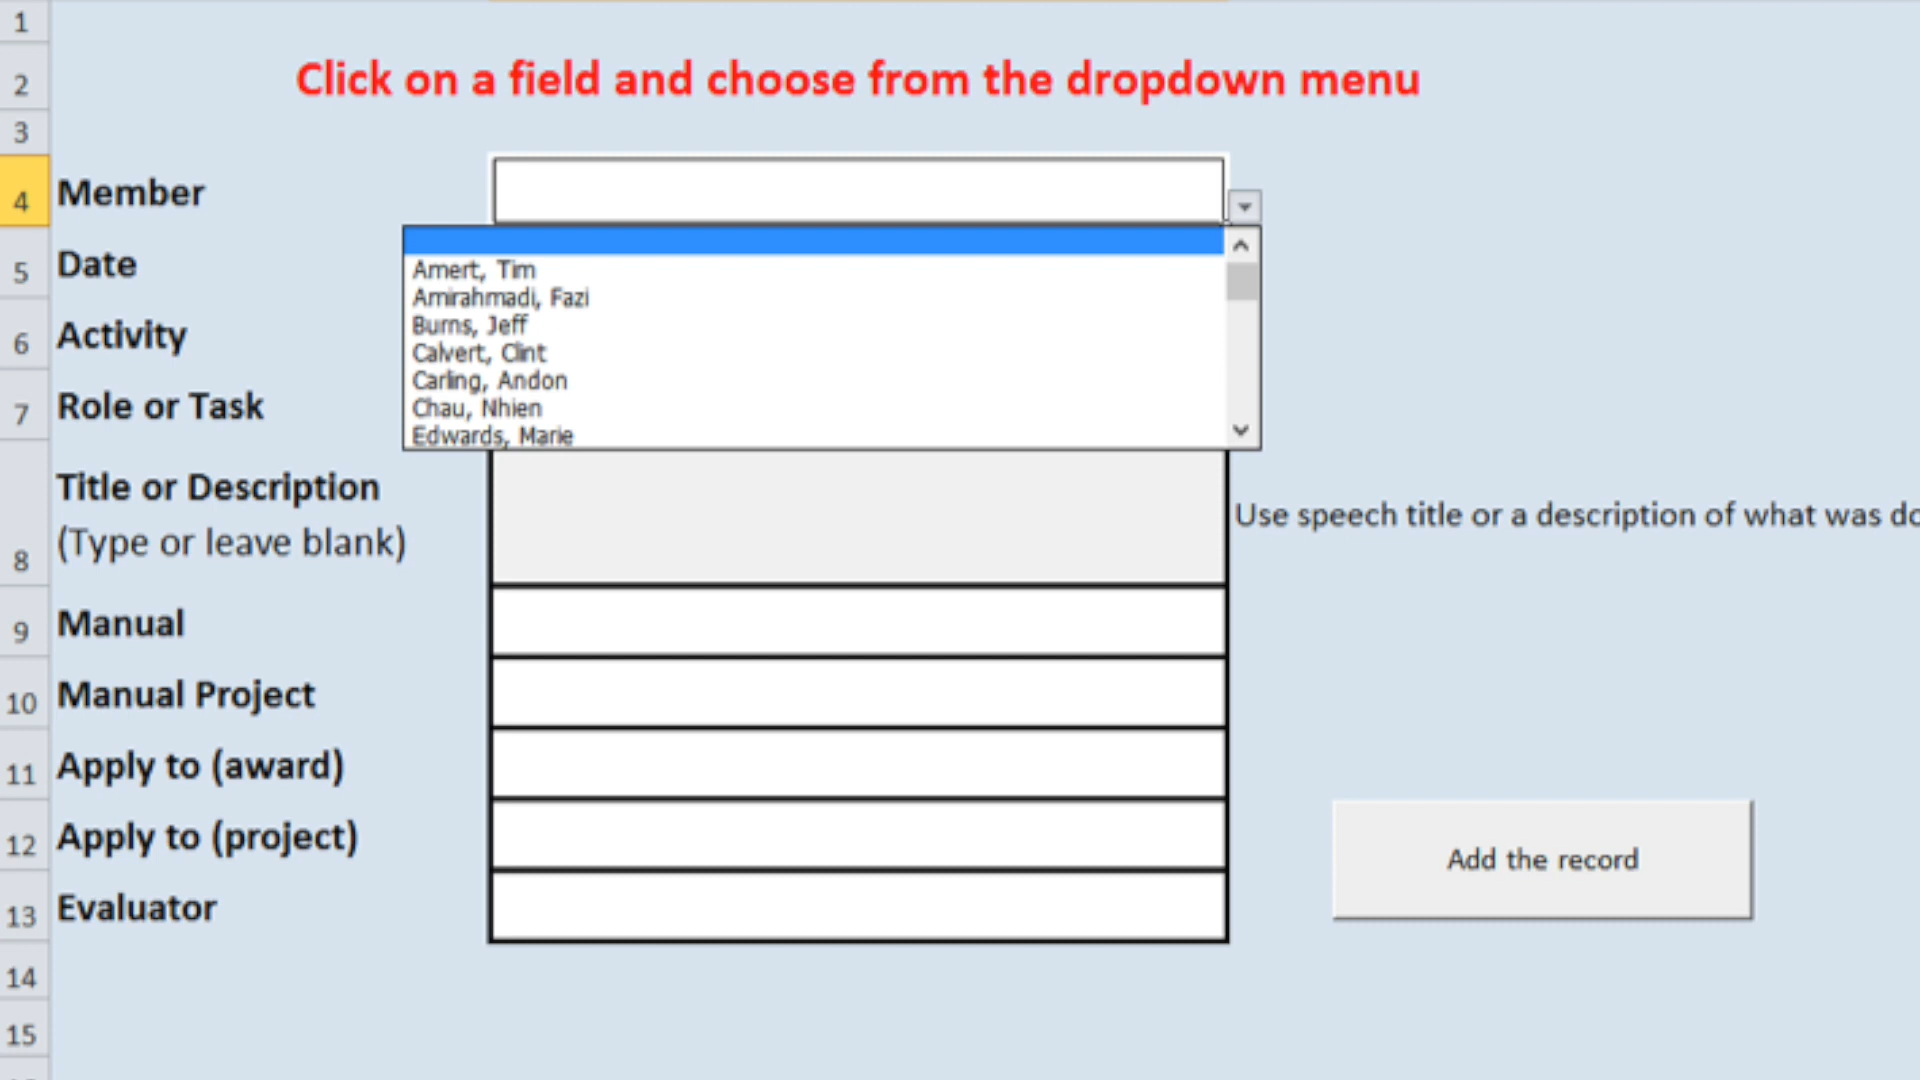 1
2
Click on a field and choose from the dropdown menu
3
4
Member
5
Date
Amert, Tim
Amirahmadi, Fazi
Burns, Jeff
6
Activity
Calvert, Clint
Carling, Andon
7
Role or Task
Chau, Nhien
Edwards, Marie
Title or Description
(Type or leave blank)
8
Use speech title or a description of what was do
9
Manual
10
Manual Project
11
Apply to (award)
12
Apply to (project)
Add the record
13
Evaluator
14
15